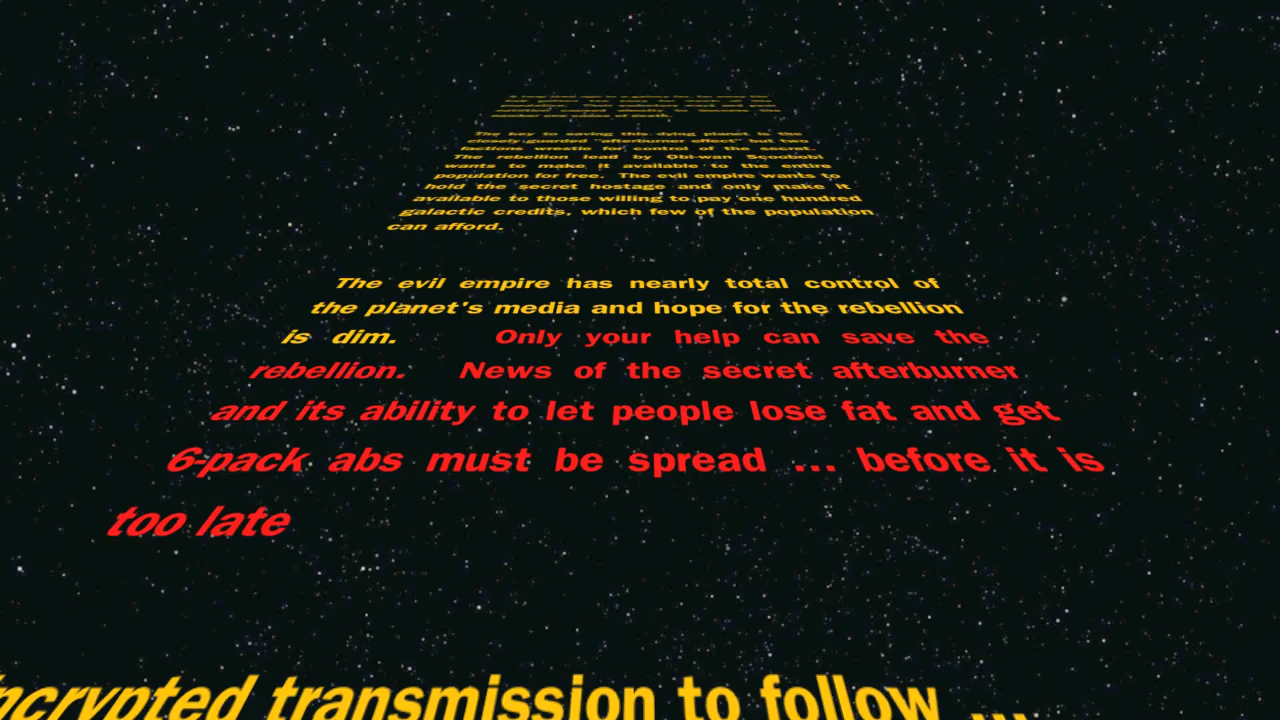 The key to saving this dying planet is the
closely guarded "afterburner effect" but two
factions wrestle for control of the secret.
The rebellion lead by Obi-wan Scoobobi
wants to make it available to the entire
population for free. The evil empire wants to
hold the secret hostage and only make it
available to those willing to pay one hundred
galactic credits, which few of the population
can afford.
The evil empire has nearly total control of
the planet's media and hope for the rebellion
is dim. Only your help can save the
rebellion. News of the secret afterburner
and its ability to let people lose fat and get
6-pack abs must be spread ... before it is
too late
ncrypted transmission to follow ...